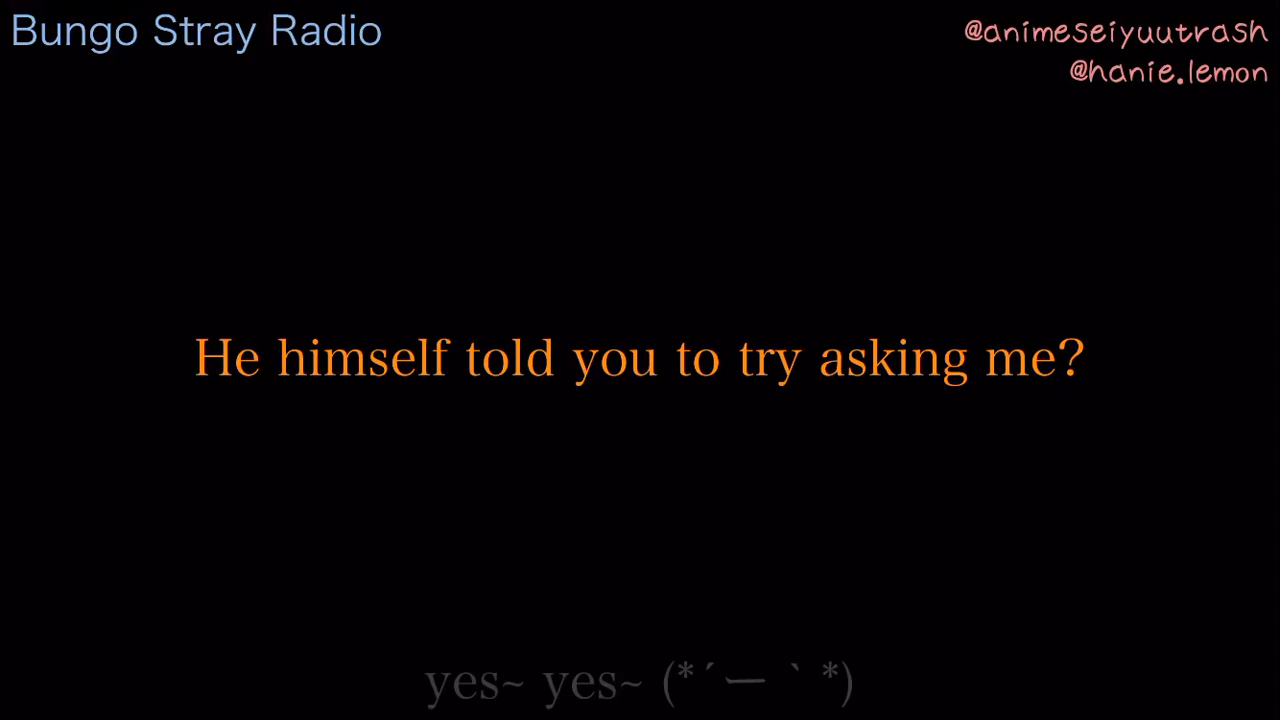 Bungo Stray Radio
@animeseiyuutrash
@hanie.lemon
He himself told you to try asking me?
yes~ yes~ (*´ー｀*)